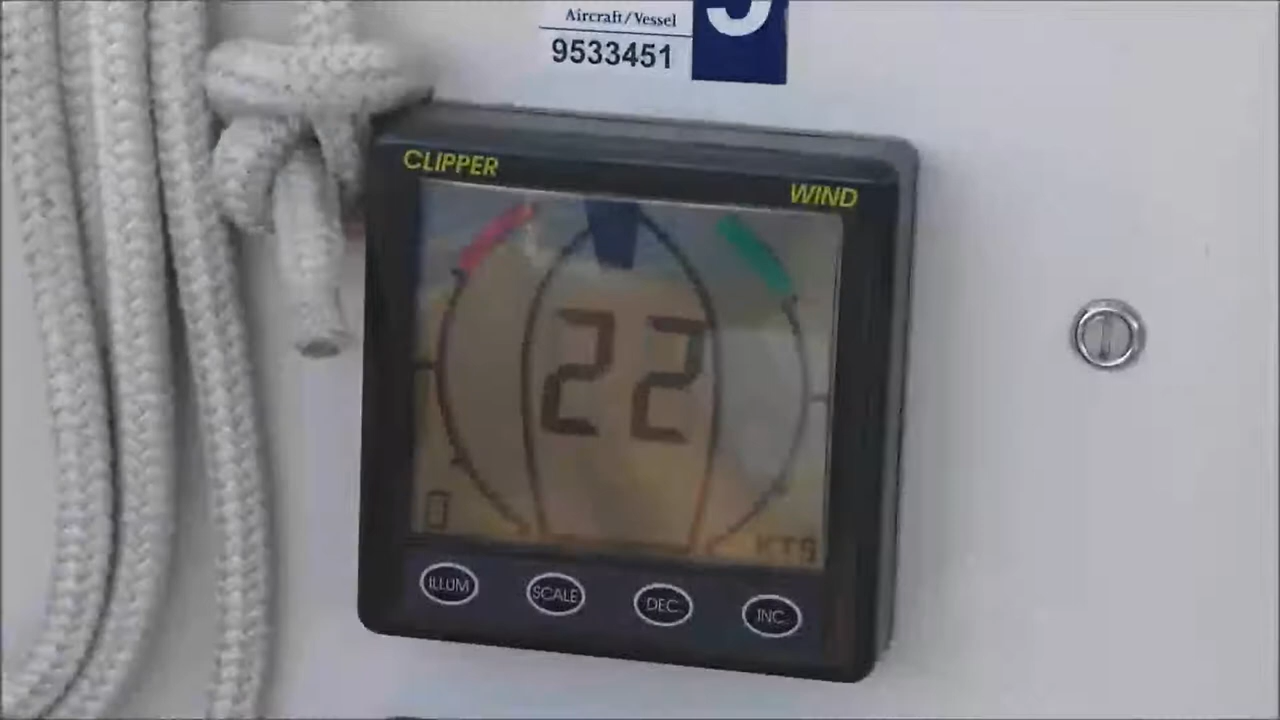 Aircraft/Vessel
9533451
CLIPPER
WIND
22
0
KTS
ILLUM
SCALE
DEC.
INC.